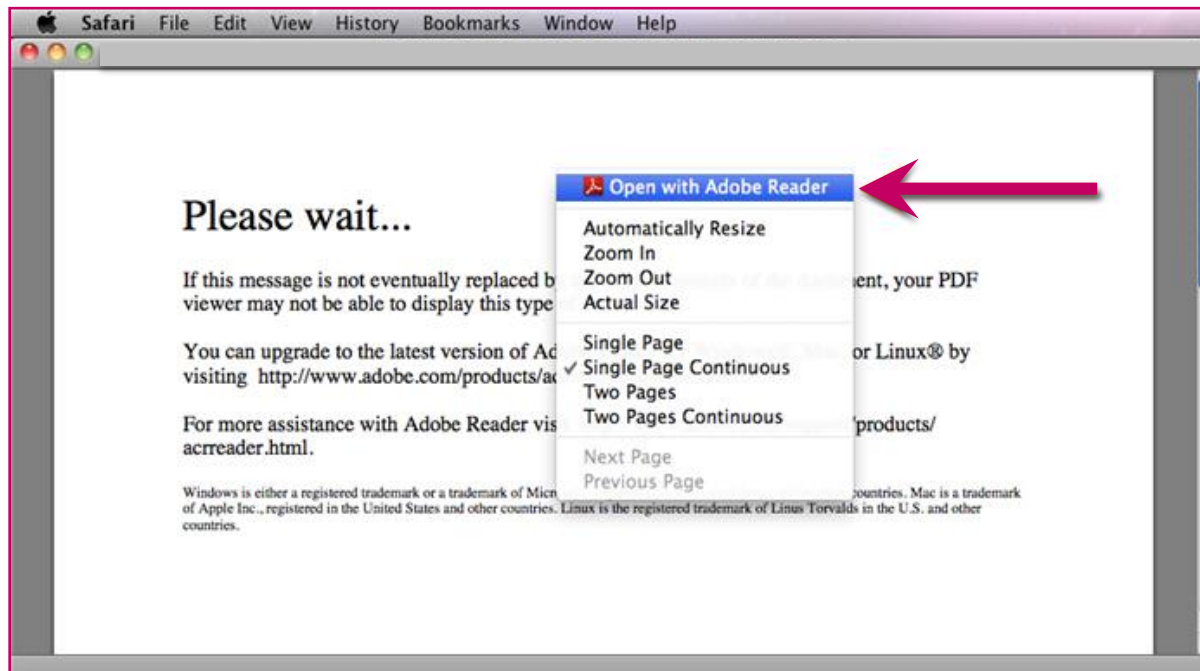 Safari File Edit View History Bookmarks Window Help
Please wait...
If this message is not eventually replaced b ent, your PDF
viewer may not be able to display this type
You can upgrade to the latest version of Ad or Linux® by
visiting http://www.adobe.com/products/ac
For more assistance with Adobe Reader vis products/
acrreader.html.
Windows is either a registered trademark or a trademark of Micr countries. Mac is a trademark
of Apple Inc., registered in the United States and other countries. Linux is the registered trademark of Linus Torvalds in the U.S. and other
countries.
Open with Adobe Reader
Automatically Resize
Zoom In
Zoom Out
Actual Size
Single Page
✓ Single Page Continuous
Two Pages
Two Pages Continuous
Next Page
Previous Page